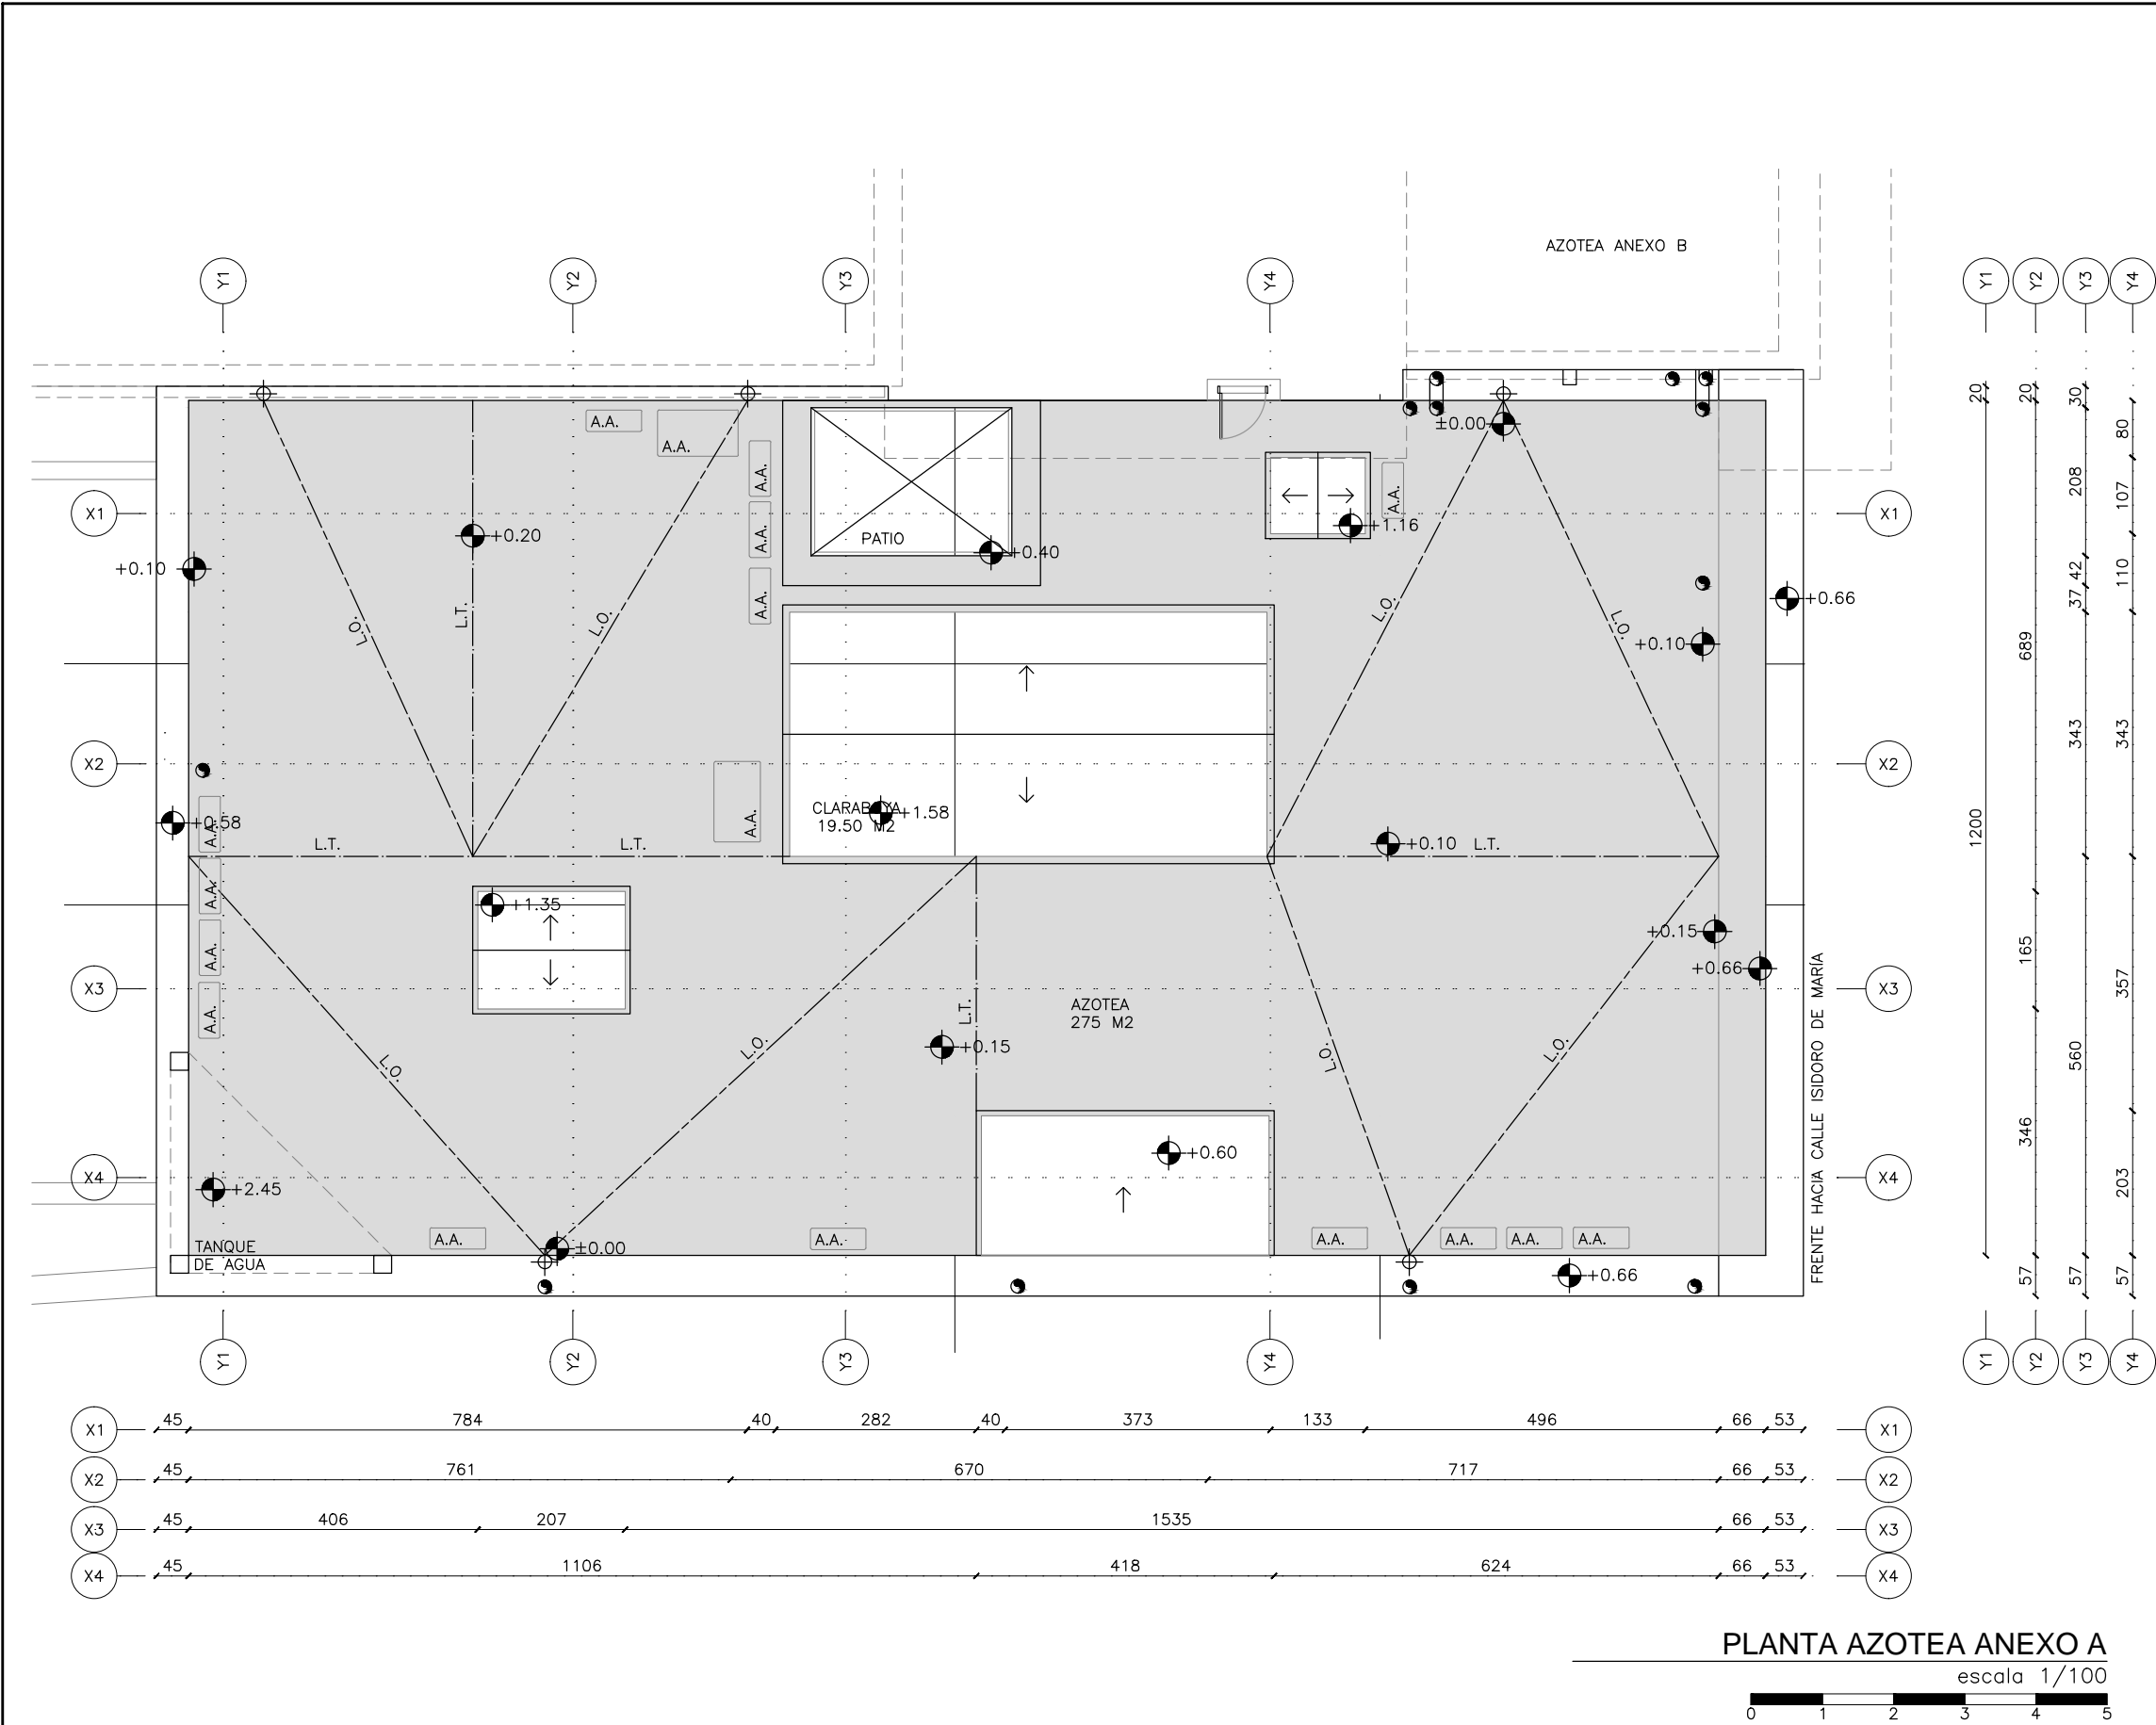 AZOTEA ANEXO B
Y1
Y2
Y3
Y4
Y1
Y2
Y3
Y4
A.A.
A.A.
±0.00
20
20
30
80
A.A.
A.A.
208
107
X1
+0.20
PATIO
+0.40
+1.16
X1
A.A.
+0.10
A.A.
42
110
37
+0.66
L.O.
L.T.
L.O.
L.O.
L.O.
+0.10
689
343
343
X2
X2
CLARABOYA
19.50 M2
+1.58
+0.58
A.A.
A.A.
1200
L.T.
L.T.
+0.10
L.T.
A.A.
+1.35
+0.15
A.A.
165
+0.66
X3
X3
357
A.A.
L.T.
AZOTEA
275 M2
+0.15
L.O.
L.O.
L.O.
L.O.
560
FRENTE HACIA CALLE ISIDORO DE MARÍA
346
+0.60
X4
+2.45
X4
203
TANQUE
DE AGUA
A.A.
±0.00
A.A.
A.A.
A.A.
A.A.
A.A.
+0.66
57
57
57
Y1
Y2
Y3
Y4
Y1
Y2
Y3
Y4
X1
45
784
40
282
40
373
133
496
66
53
X1
X2
45
761
670
717
66
53
X2
X3
45
406
207
1535
66
53
X3
X4
45
1106
418
624
66
53
X4
PLANTA AZOTEA ANEXO A
escala 1/100
0 1 2 3 4 5